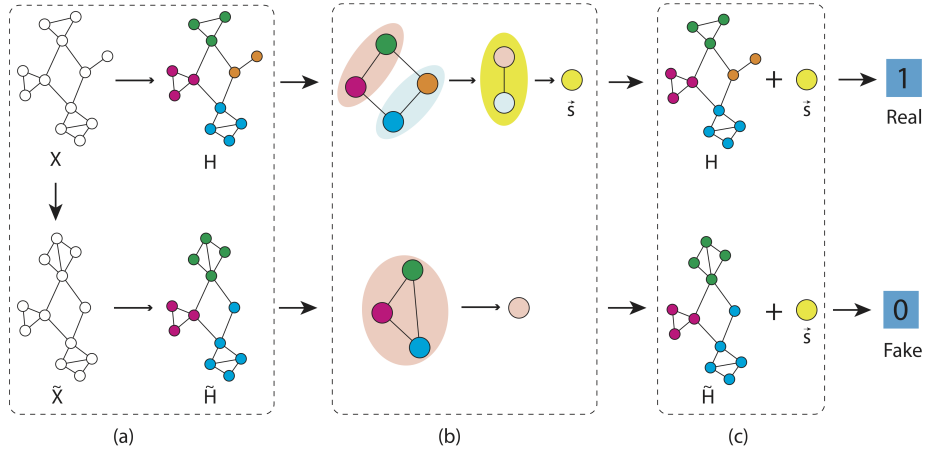 X
H
s⃗
H
+
s⃗
1
Real
X̃
H̃
H̃
+
s⃗
0
Fake
(a)
(b)
(c)